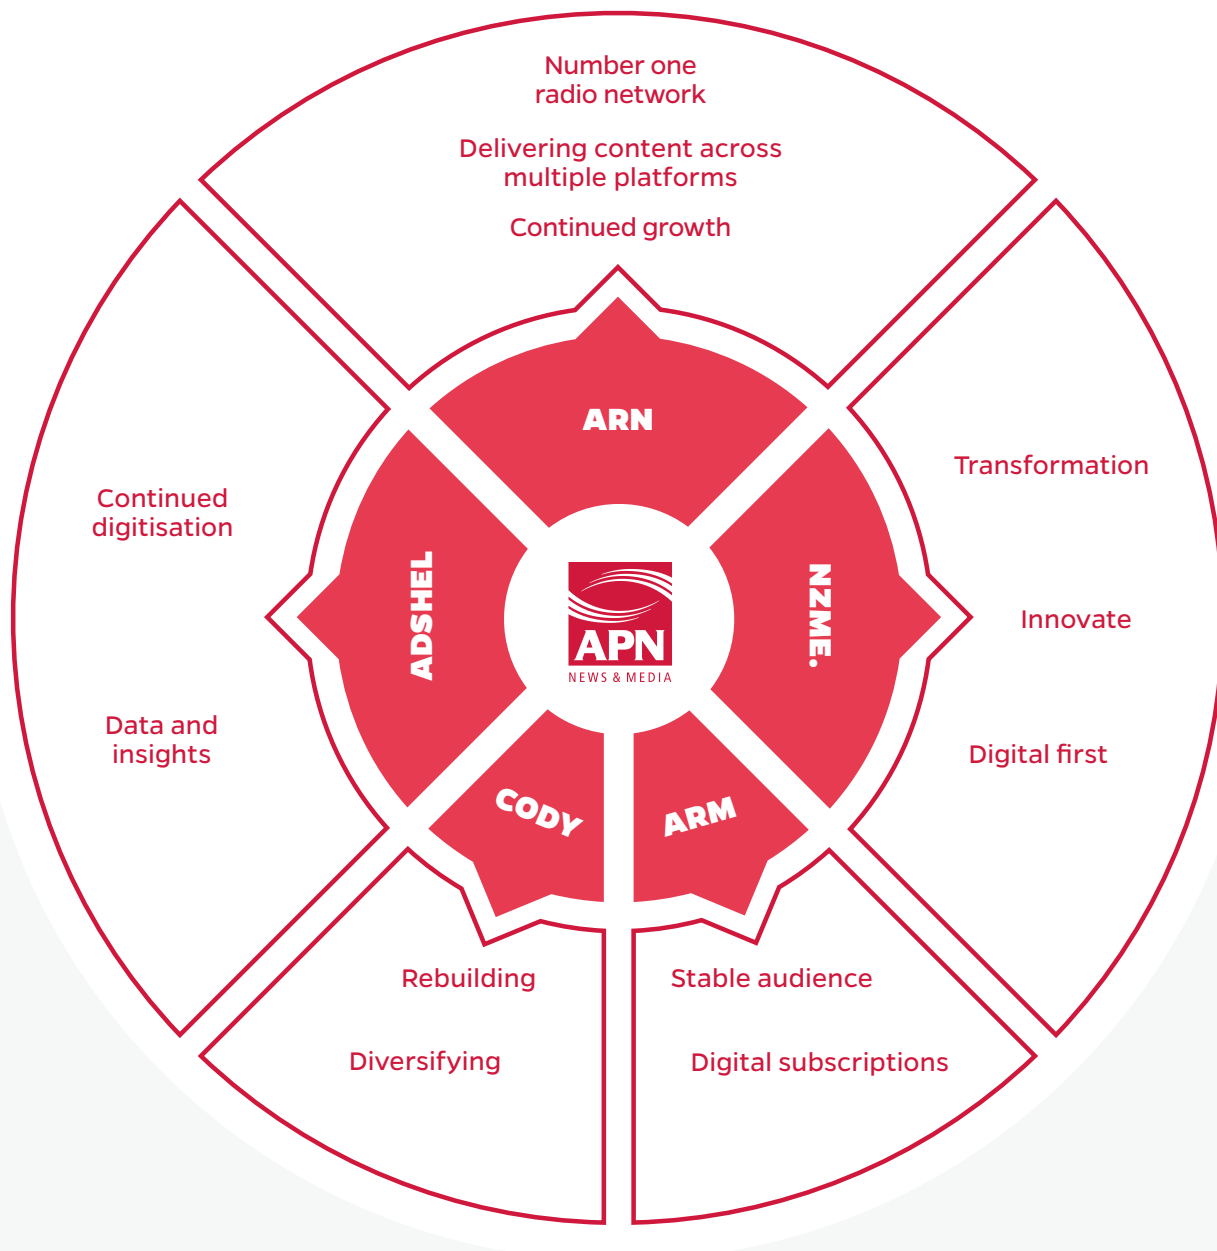 Number one
radio network
Delivering content across
multiple platforms
Continued growth
ARN
Transformation
Innovate
Digital first
NZME.
Continued
digitisation
Data and
insights
ADSHEL
APN
NEWS & MEDIA
CODY
ARM
Rebuilding
Diversifying
Stable audience
Digital subscriptions